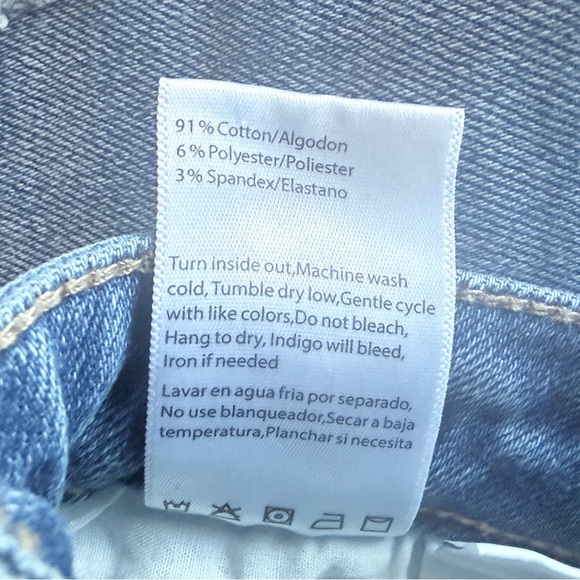 91% Cotton/Algodon
6% Polyester/Poliester
3% Spandex/Elastano
Turn inside out,Machine wash
cold, Tumble dry low,Gentle cycle
with like colors,Do not bleach,
Hang to dry, Indigo will bleed,
Iron if needed
Lavar en agua fria por separado,
No use blanqueador,Secar a baja
temperatura,Planchar si necesita